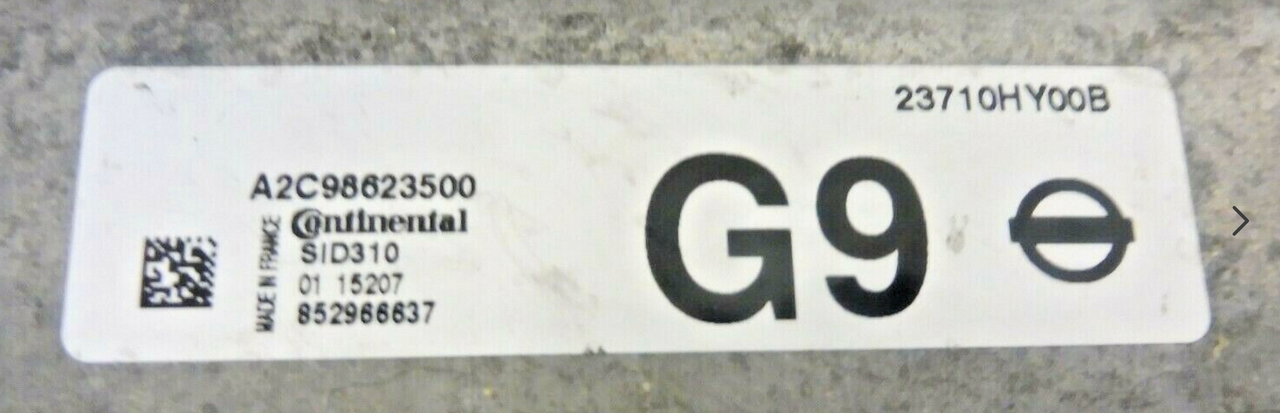 23710HY00B
A2C98623500
Continental
MADE IN FRANCE
SID310
01 15207
852966637
G9